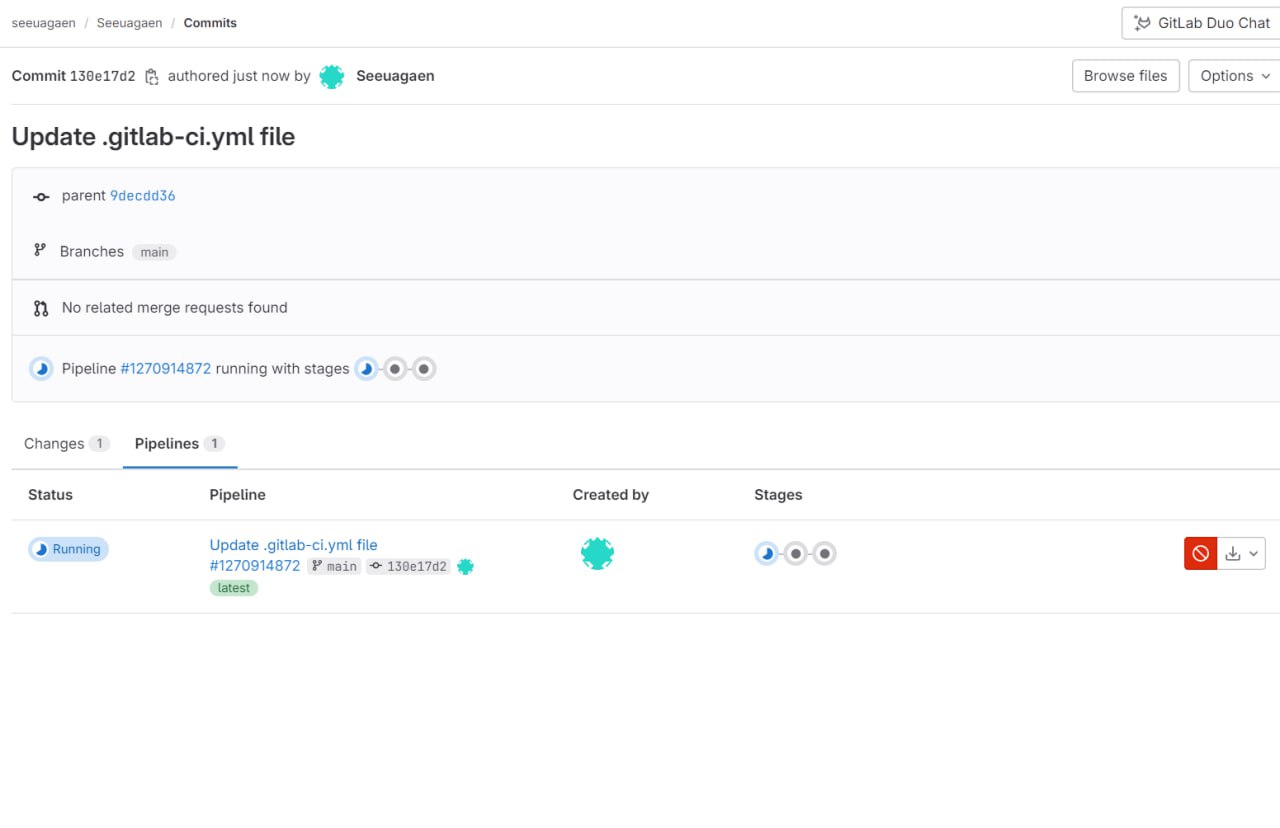 seeuagaen / Seeuagaen / Commits
GitLab Duo Chat
Commit 130e17d2 authored just now by Seeuagaen
Browse files
Options
Update .gitlab-ci.yml file
parent 9decdd36
Branches main
No related merge requests found
Pipeline #1270914872 running with stages
Changes 1
Pipelines 1
Status Pipeline Created by Stages
Running
Update .gitlab-ci.yml file
#1270914872 main 130e17d2
latest